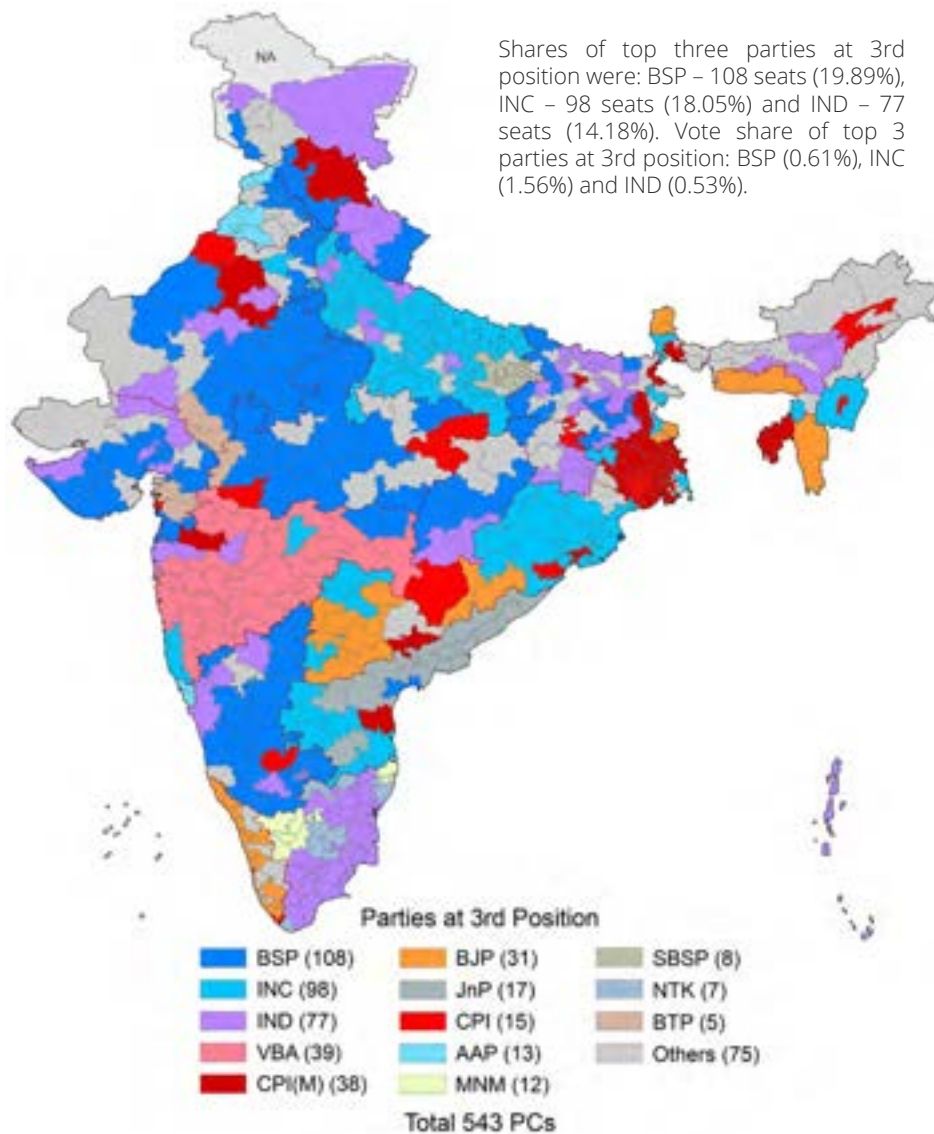 NA
Shares of top three parties at 3rd
position were: BSP – 108 seats (19.89%),
INC – 98 seats (18.05%) and IND – 77
seats (14.18%). Vote share of top 3
parties at 3rd position: BSP (0.61%), INC
(1.56%) and IND (0.53%).
Parties at 3rd Position
BSP (108)
INC (98)
IND (77)
VBA (39)
CPI(M) (38)
BJP (31)
JnP (17)
CPI (15)
AAP (13)
MNM (12)
SBSP (8)
NTK (7)
BTP (5)
Others (75)
Total 543 PCs